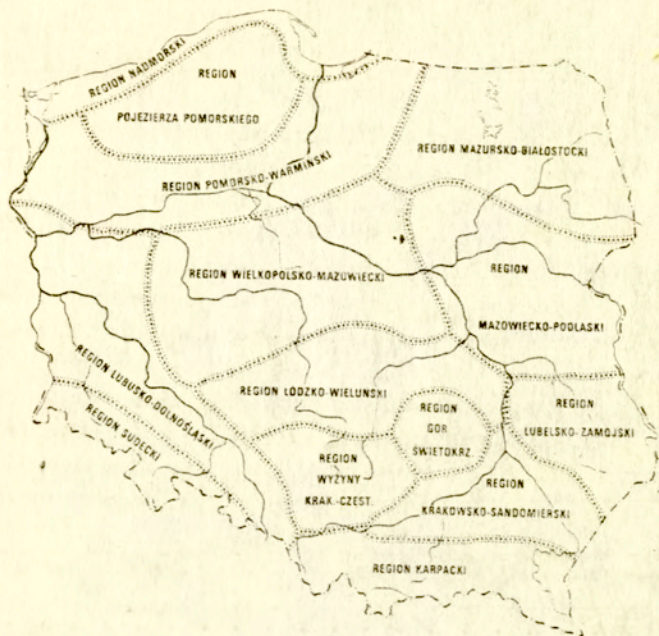 REGION NADMORSKI
REGION
POJEZIERZA POMORSKIEGO
REGION MAZURSKO-BIAŁOSTOCKI
REGION POMORSKO-WARMIŃSKI
REGION WIELKOPOLSKO-MAZOWIECKI
REGION
MAZOWIECKO-PODLASKI
REGION LUBUSKO-DOLNOŚLĄSKI
REGION SUDECKI
REGION ŁÓDZKO-WIELUŃSKI
REGION
GÓR
ŚWIĘTOKRZ.
REGION
LUBELSKO-ZAMOJSKI
REGION
WYŻYNY
KRAK.-CZĘST.
REGION
KRAKOWSKO-SANDOMIERSKI
REGION KARPACKI